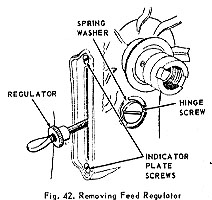 SPRING
WASHER
REGULATOR
HINGE
SCREW
INDICATOR
PLATE
SCREWS
Fig. 42. Removing Feed Regulator